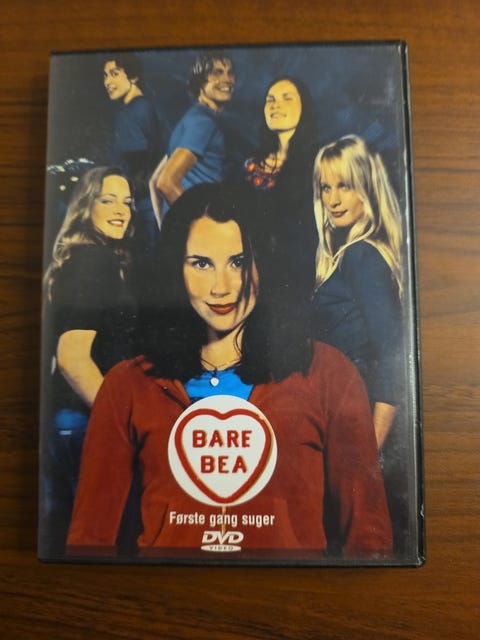 BARE
BEA
Første gang suger
DVD
VIDEO